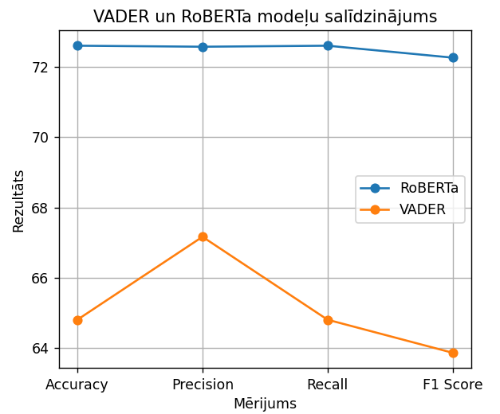 VADER un RoBERTa modeļu salīdzinājums
72
70
68
66
64
Rezultāts
RoBERTa
VADER
Accuracy
Precision
Recall
F1 Score
Mērijums